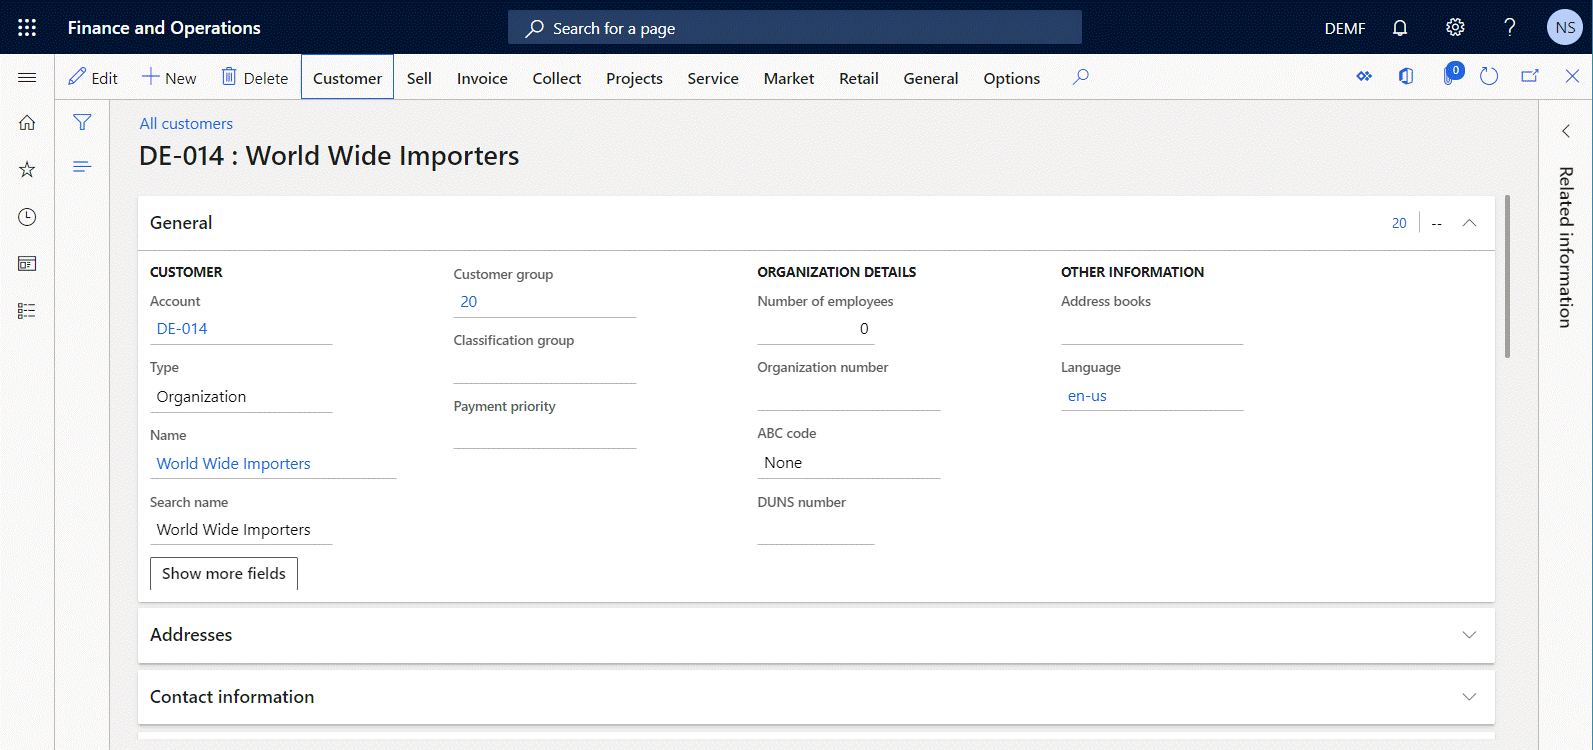 Finance and Operations
Search for a page
DEMF
NS
Edit
New
Delete
Customer
Sell
Invoice
Collect
Projects
Service
Market
Retail
General
Options
0
All customers
DE-014 : World Wide Importers
Related information
General
20
--
CUSTOMER
Account
DE-014
Type
Organization
Name
World Wide Importers
Search name
World Wide Importers
Show more fields
Customer group
20
Classification group
Payment priority
ORGANIZATION DETAILS
Number of employees
0
Organization number
ABC code
None
DUNS number
OTHER INFORMATION
Address books
Language
en-us
Addresses
Contact information